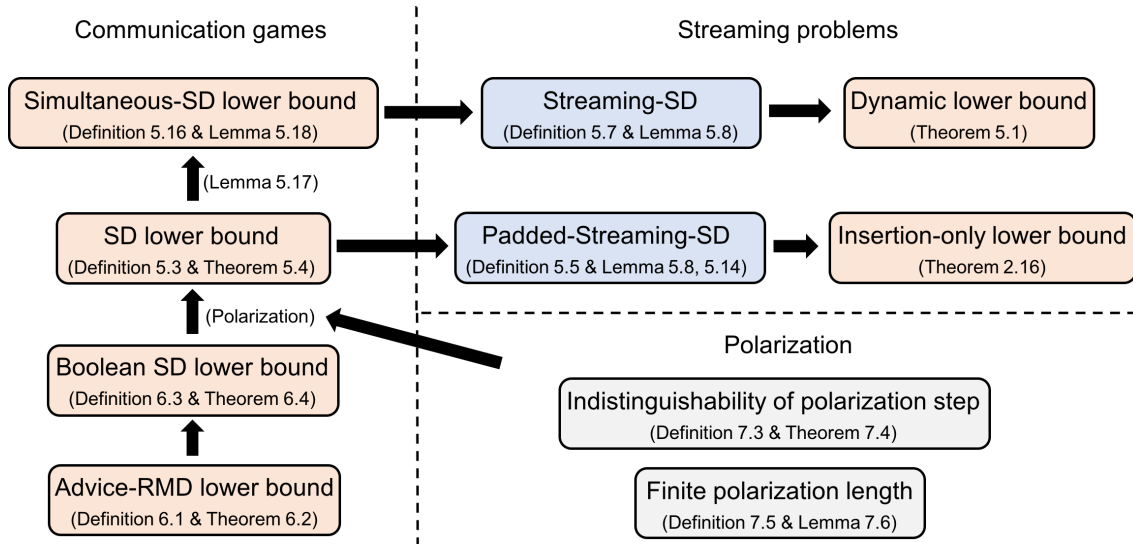 Communication games
Streaming problems
Simultaneous-SD lower bound
(Definition 5.16 & Lemma 5.18)
Streaming-SD
(Definition 5.7 & Lemma 5.8)
Dynamic lower bound
(Theorem 5.1)
(Lemma 5.17)
SD lower bound
(Definition 5.3 & Theorem 5.4)
Padded-Streaming-SD
(Definition 5.5 & Lemma 5.8, 5.14)
Insertion-only lower bound
(Theorem 2.16)
(Polarization)
Boolean SD lower bound
(Definition 6.3 & Theorem 6.4)
Advice-RMD lower bound
(Definition 6.1 & Theorem 6.2)
Polarization
Indistinguishability of polarization step
(Definition 7.3 & Theorem 7.4)
Finite polarization length
(Definition 7.5 & Lemma 7.6)